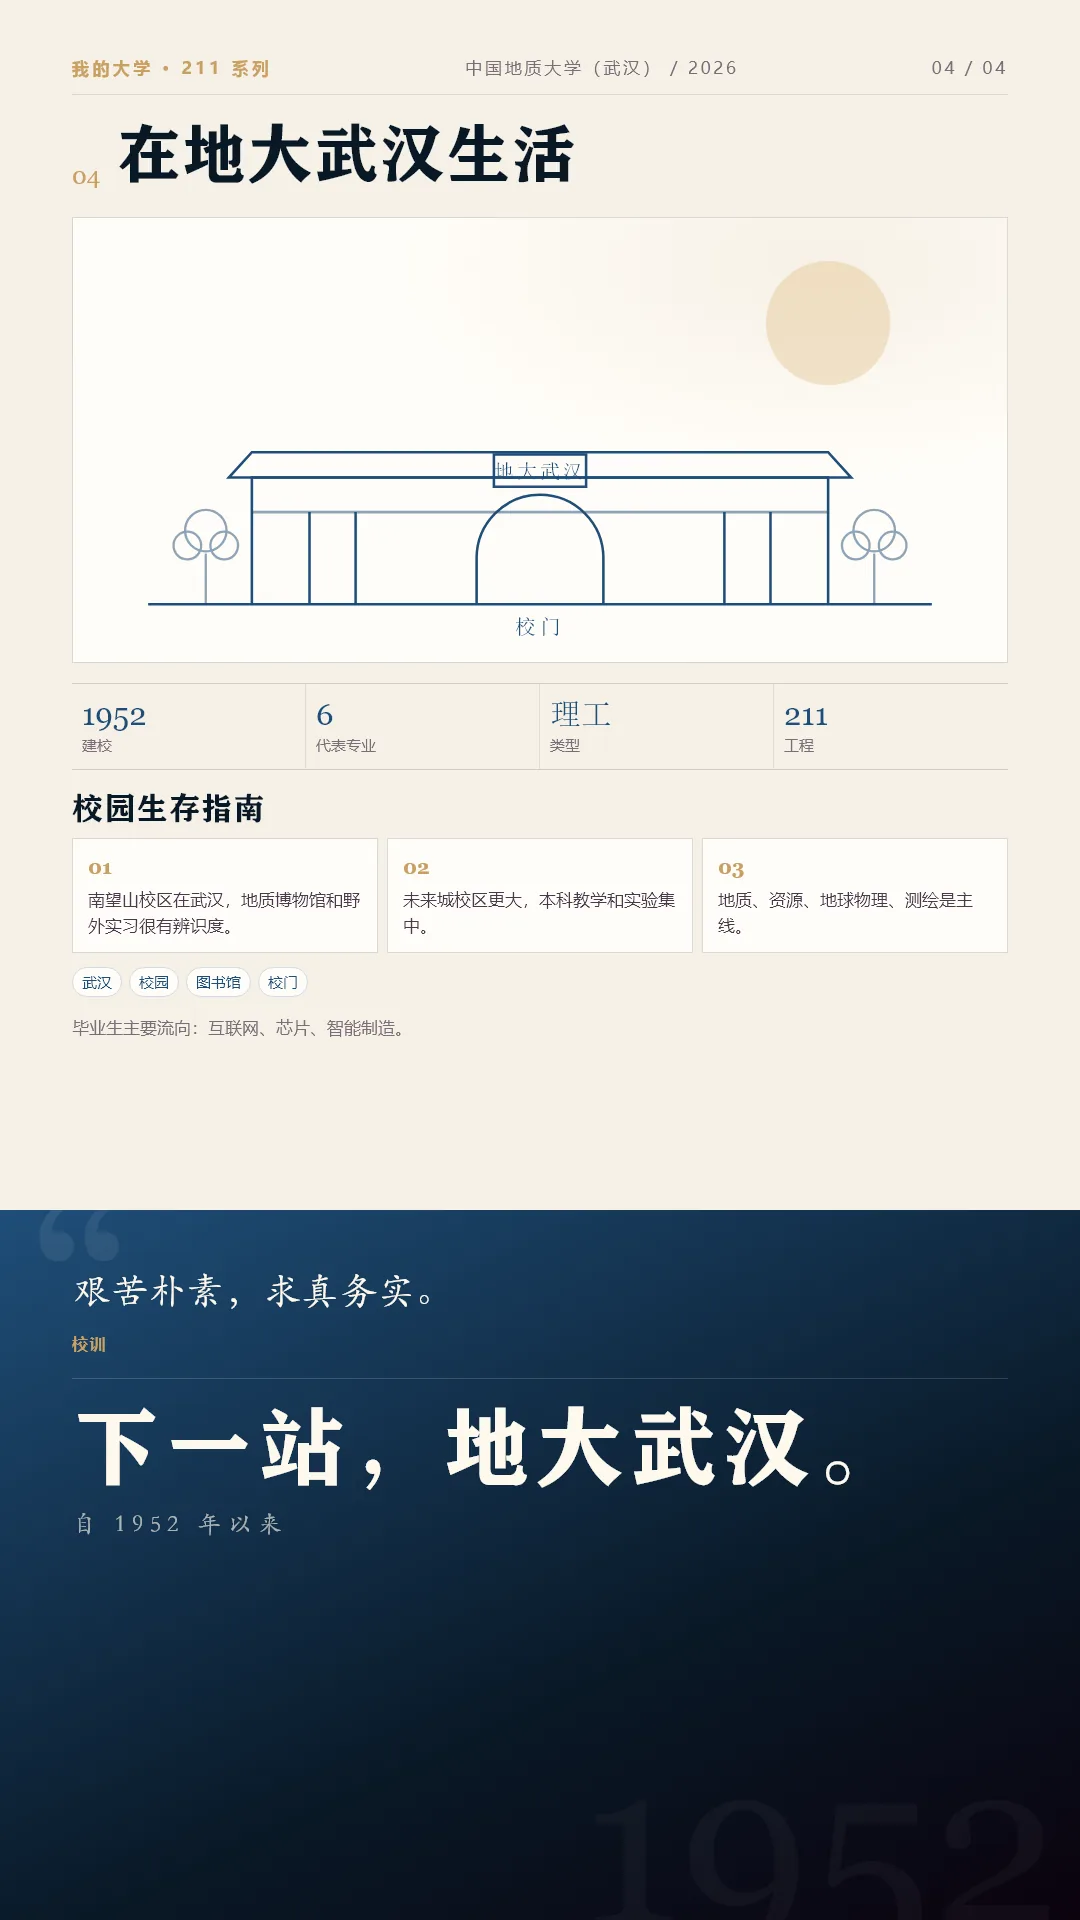 我的大学 · 211 系列
中国地质大学（武汉） / 2026
04 / 04
04 在地大武汉生活
地大武汉
校门
1952
建校
6
代表专业
理工
类型
211
工程
校园生存指南
01
南望山校区在武汉，地质博物馆和野
外实习很有辨识度。
02
未来城校区更大，本科教学和实验集
中。
03
地质、资源、地球物理、测绘是主
线。
武汉
校园
图书馆
校门
毕业生主要流向：互联网、芯片、智能制造。
“
艰苦朴素，求真务实。
校训
下一站，地大武汉。
自 1952 年以来
1952